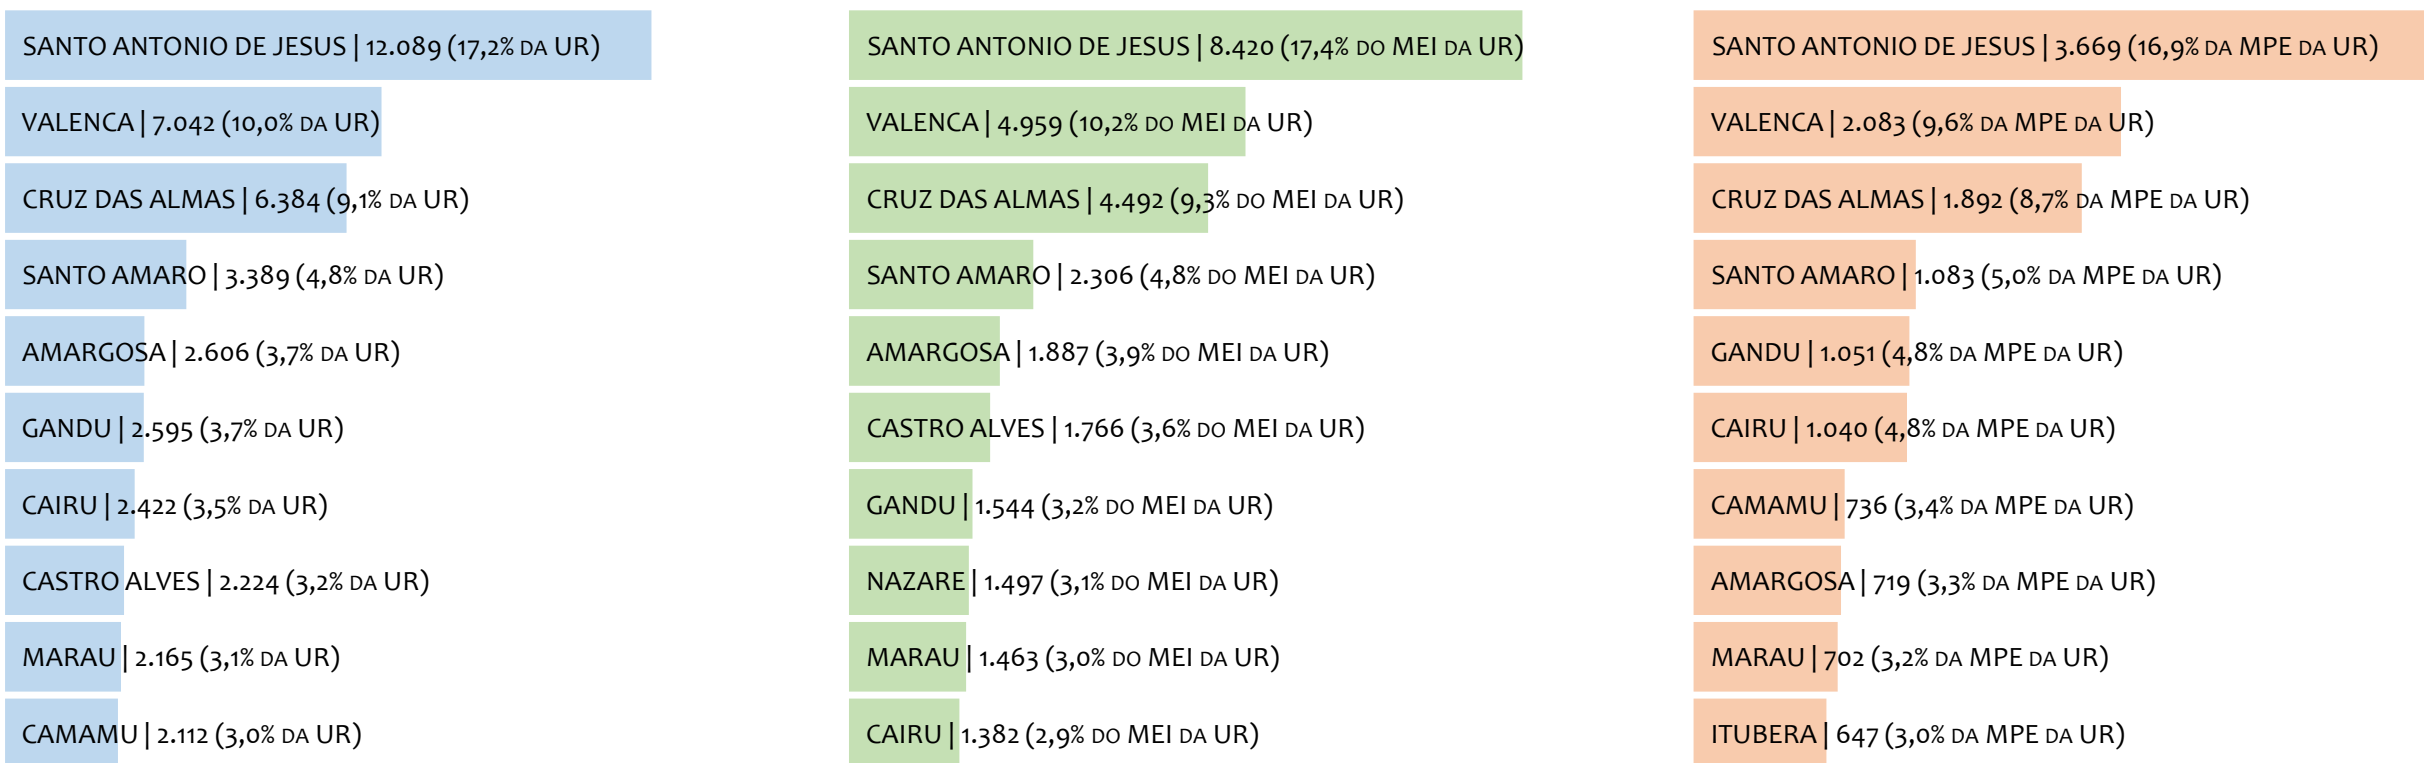 SANTO ANTONIO DE JESUS | 12.089 (17,2% DA UR)
VALENCA | 7.042 (10,0% DA UR)
CRUZ DAS ALMAS | 6.384 (9,1% DA UR)
SANTO AMARO | 3.389 (4,8% DA UR)
AMARGOSA | 2.606 (3,7% DA UR)
GANDU | 2.595 (3,7% DA UR)
CAIRU | 2.422 (3,5% DA UR)
CASTRO ALVES | 2.224 (3,2% DA UR)
MARAU | 2.165 (3,1% DA UR)
CAMAMU | 2.112 (3,0% DA UR)
SANTO ANTONIO DE JESUS | 8.420 (17,4% DO MEI DA UR)
VALENCA | 4.959 (10,2% DO MEI DA UR)
CRUZ DAS ALMAS | 4.492 (9,3% DO MEI DA UR)
SANTO AMARO | 2.306 (4,8% DO MEI DA UR)
AMARGOSA | 1.887 (3,9% DO MEI DA UR)
CASTRO ALVES | 1.766 (3,6% DO MEI DA UR)
GANDU | 1.544 (3,2% DO MEI DA UR)
NAZARE | 1.497 (3,1% DO MEI DA UR)
MARAU | 1.463 (3,0% DO MEI DA UR)
CAIRU | 1.382 (2,9% DO MEI DA UR)
SANTO ANTONIO DE JESUS | 3.669 (16,9% DA MPE DA UR)
VALENCA | 2.083 (9,6% DA MPE DA UR)
CRUZ DAS ALMAS | 1.892 (8,7% DA MPE DA UR)
SANTO AMARO | 1.083 (5,0% DA MPE DA UR)
GANDU | 1.051 (4,8% DA MPE DA UR)
CAIRU | 1.040 (4,8% DA MPE DA UR)
CAMAMU | 736 (3,4% DA MPE DA UR)
AMARGOSA | 719 (3,3% DA MPE DA UR)
MARAU | 702 (3,2% DA MPE DA UR)
ITUBERA | 647 (3,0% DA MPE DA UR)